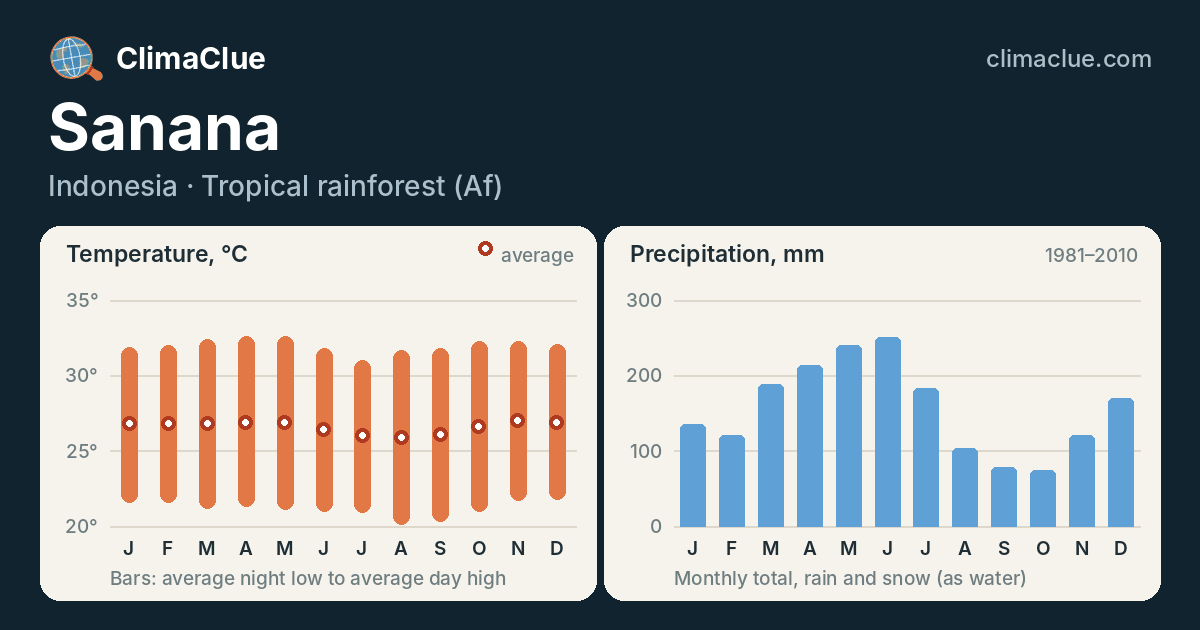 ClimaClue
climaclue.com
Sanana
Indonesia · Tropical rainforest (Af)
Temperature, °C
average
35°
30°
25°
20°
J F M A M J J A S O N D
Bars: average night low to average day high
Precipitation, mm
1981–2010
300
200
100
0
J F M A M J J A S O N D
Monthly total, rain and snow (as water)